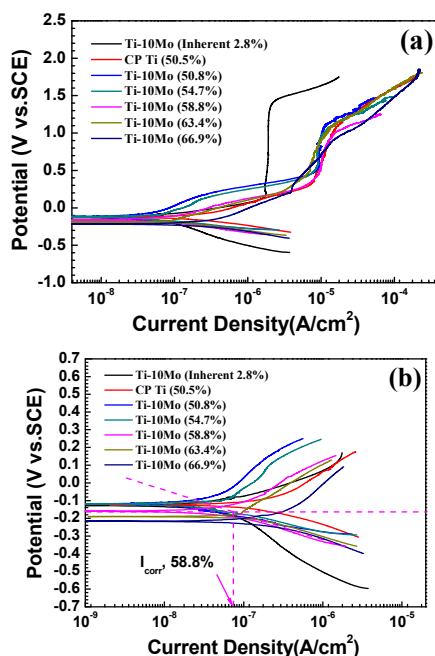 (a)
Ti-10Mo (Inherent 2.8%)
CP Ti (50.5%)
Ti-10Mo (50.8%)
Ti-10Mo (54.7%)
Ti-10Mo (58.8%)
Ti-10Mo (63.4%)
Ti-10Mo (66.9%)
Potential (V vs.SCE)
2.0
1.5
1.0
0.5
0.0
-0.5
-1.0
10-8
10-7
10-6
10-5
10-4
Current Density(A/cm2)
(b)
Ti-10Mo (Inherent 2.8%)
CP Ti (50.5%)
Ti-10Mo (50.8%)
Ti-10Mo (54.7%)
Ti-10Mo (58.8%)
Ti-10Mo (63.4%)
Ti-10Mo (66.9%)
Potential (V vs.SCE)
0.7
0.6
0.5
0.4
0.3
0.2
0.1
0.0
-0.1
-0.2
-0.3
-0.4
-0.5
-0.6
-0.7
Icorr, 58.8%
10-9
10-8
10-7
10-6
10-5
Current Density(A/cm2)